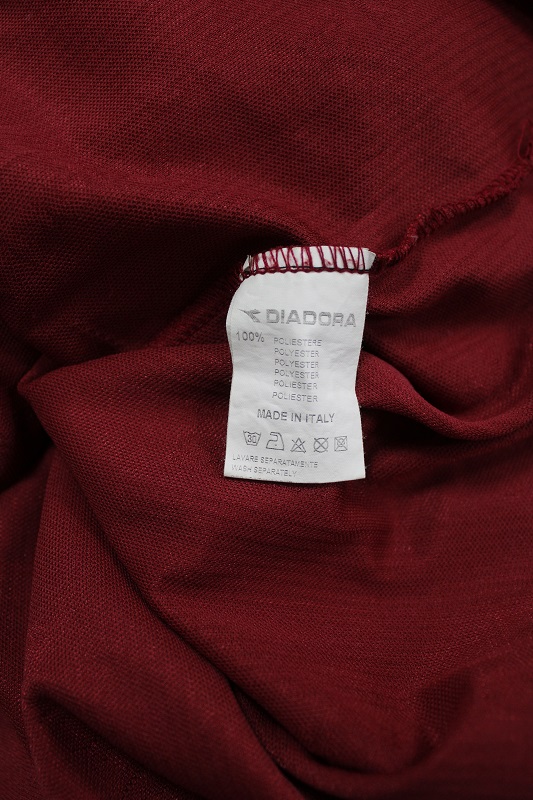 DIADORA
100% POLIESTERE
POLYESTER
POLYESTER
POLYESTER
POLIESTER
POLIESTER
MADE IN ITALY
30
LAVARE SEPARATAMENTE
WASH SEPARATELY